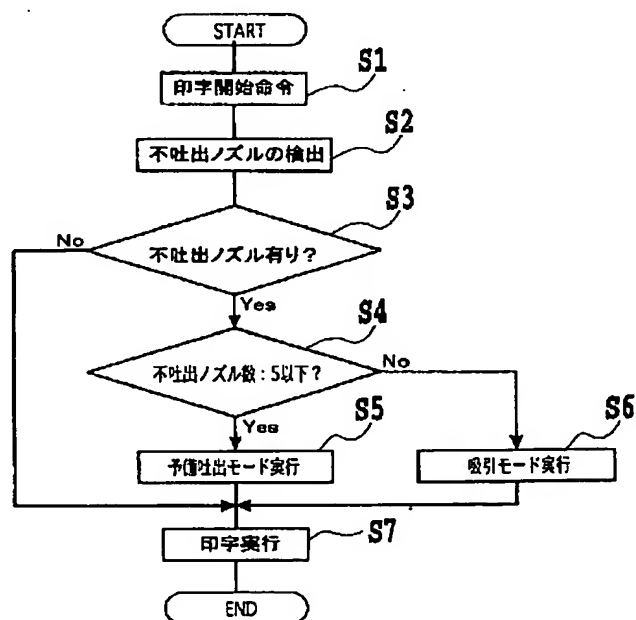 START
S1
印字開始命令
S2
不吐出ノズルの検出
S3
No
不吐出ノズル有り?
Yes
S4
不吐出ノズル数:5以下?
No
Yes
S5
予備吐出モード実行
S6
吸引モード実行
S7
印字実行
END